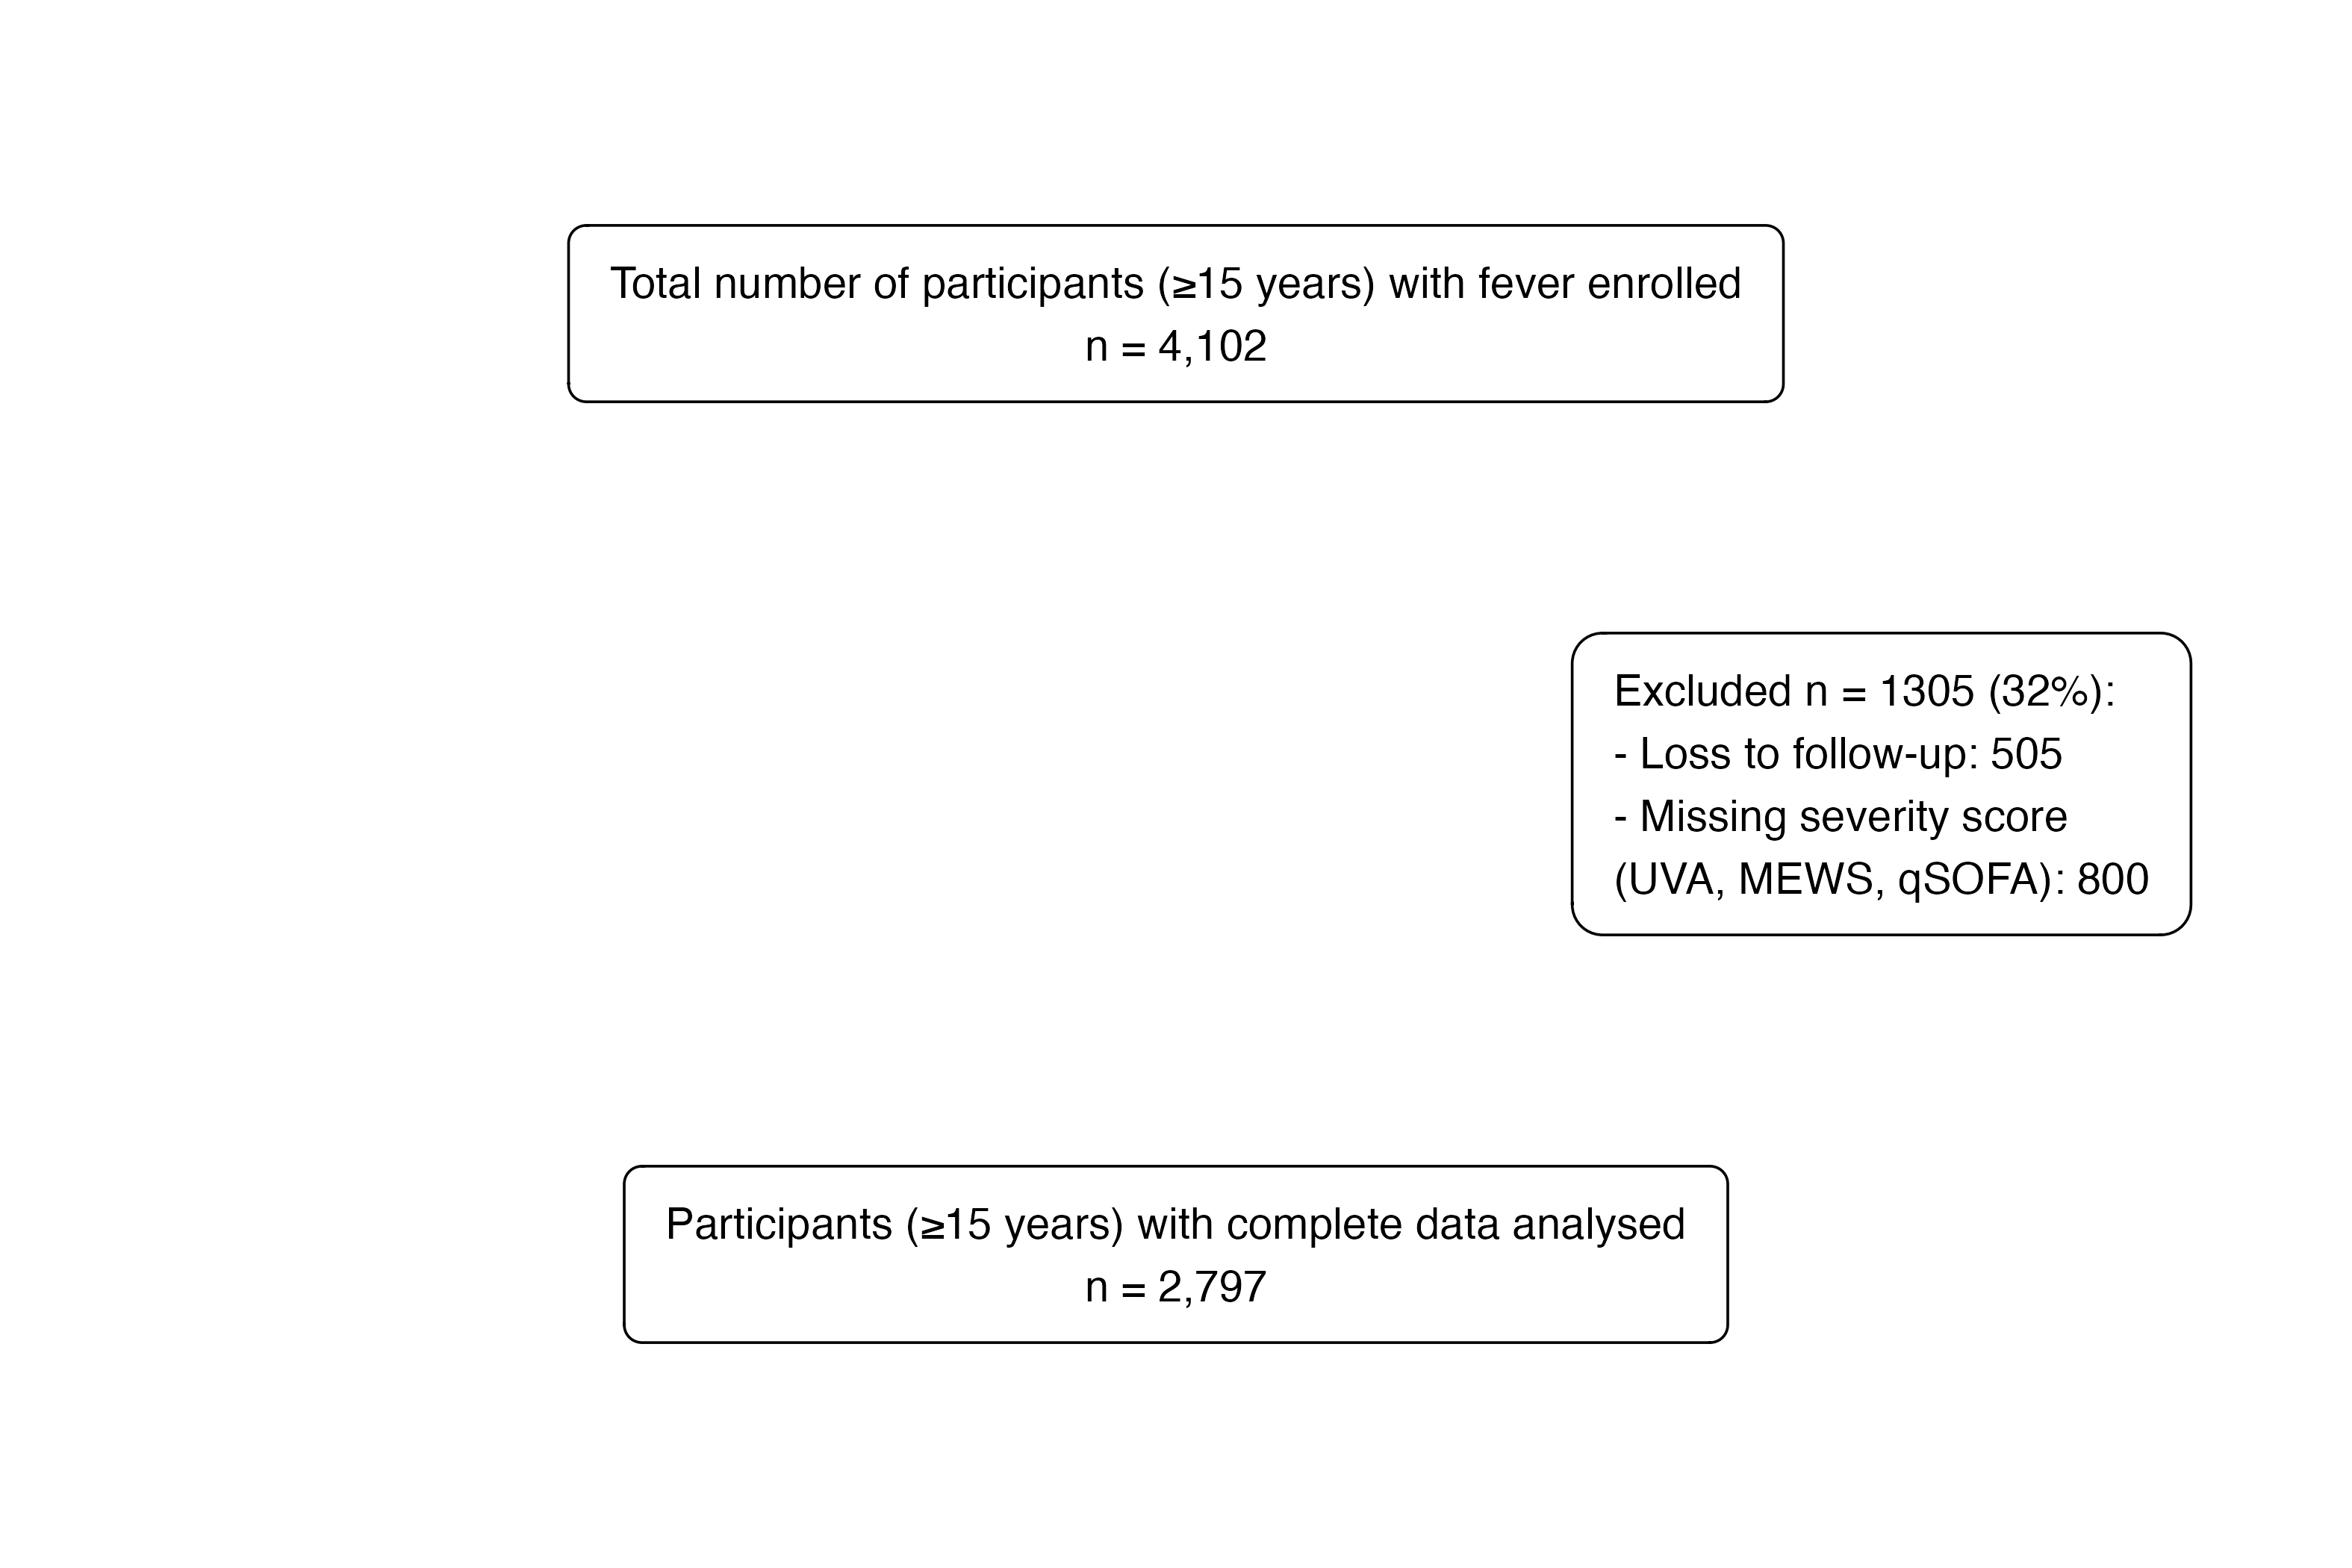 Total number of participants (≥15 years) with fever enrolled
n = 4,102
Excluded n = 1305 (32%):
- Loss to follow-up: 505
- Missing severity score
(UVA, MEWS, qSOFA): 800
Participants (≥15 years) with complete data analysed
n = 2,797